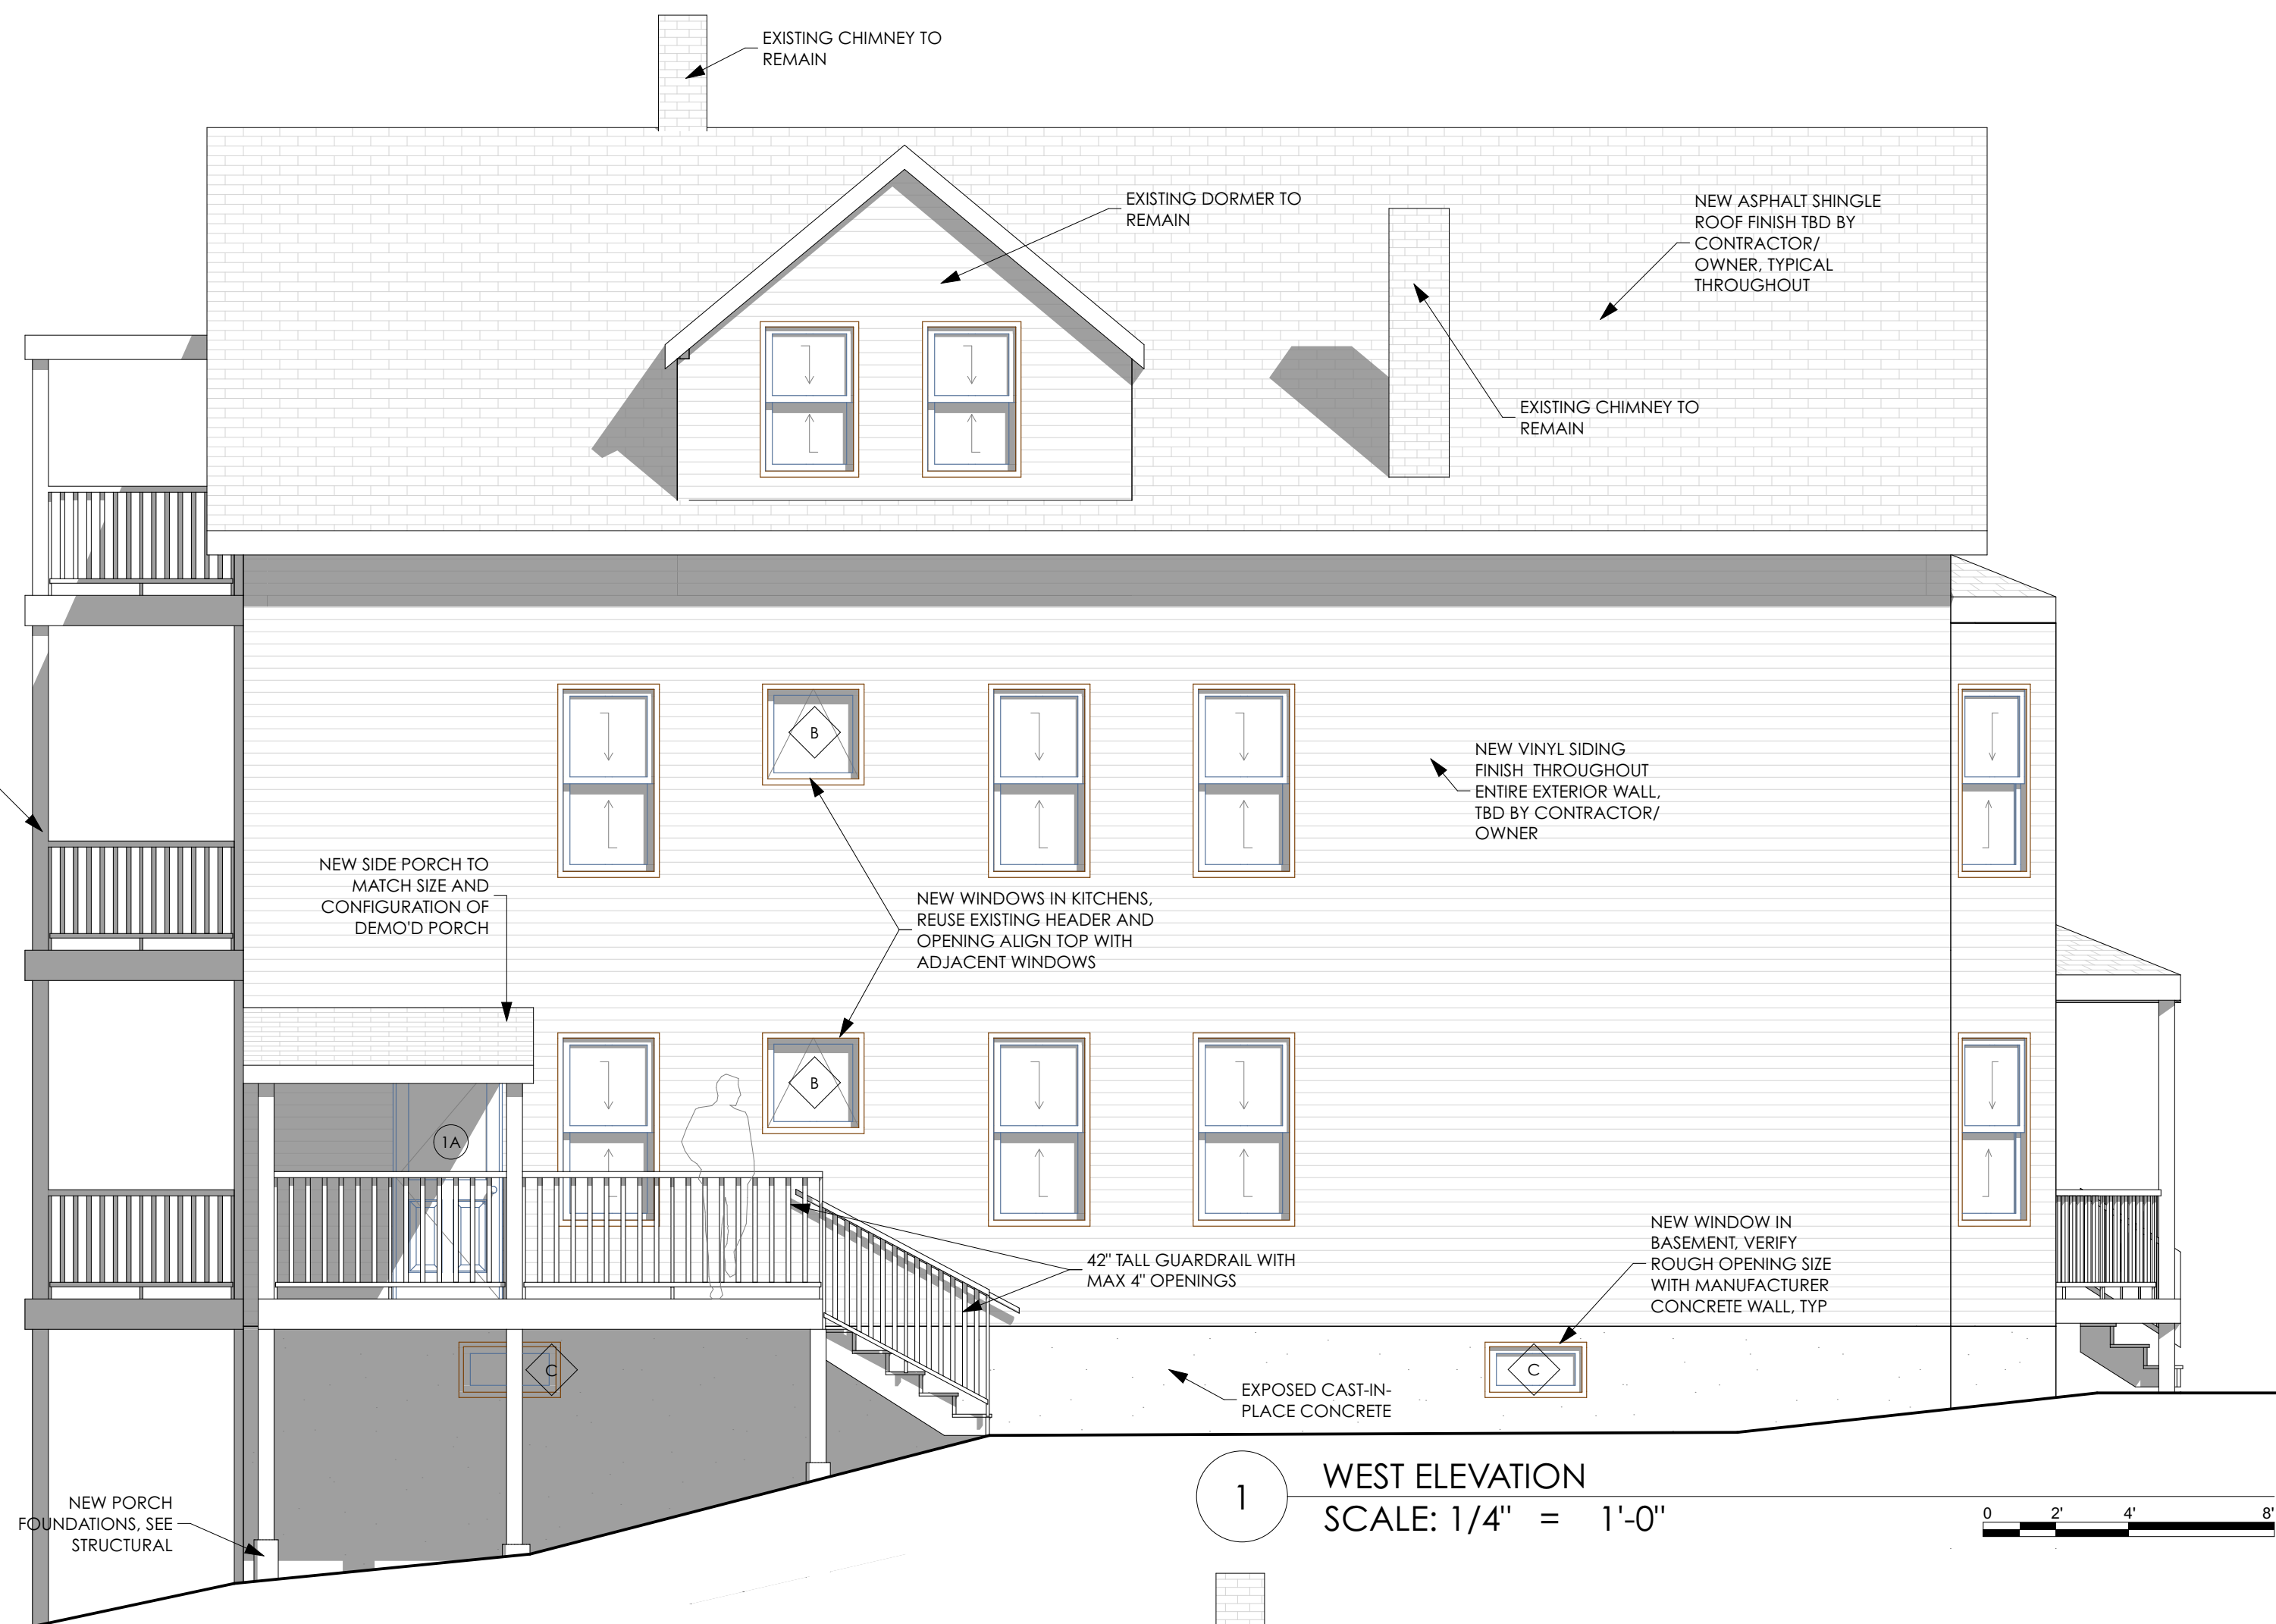 EXISTING CHIMNEY TO
REMAIN
EXISTING DORMER TO
REMAIN
NEW ASPHALT SHINGLE
ROOF FINISH TBD BY
CONTRACTOR/
OWNER, TYPICAL
THROUGHOUT
EXISTING CHIMNEY TO
REMAIN
B
NEW VINYL SIDING
FINISH THROUGHOUT
ENTIRE EXTERIOR WALL,
TBD BY CONTRACTOR/
OWNER
NEW SIDE PORCH TO
MATCH SIZE AND
CONFIGURATION OF
DEMO'D PORCH
NEW WINDOWS IN KITCHENS,
REUSE EXISTING HEADER AND
OPENING ALIGN TOP WITH
ADJACENT WINDOWS
B
1A
42" TALL GUARDRAIL WITH
MAX 4" OPENINGS
NEW WINDOW IN
BASEMENT, VERIFY
ROUGH OPENING SIZE
WITH MANUFACTURER
CONCRETE WALL, TYP
C
C
EXPOSED CAST-IN-
PLACE CONCRETE
NEW PORCH
FOUNDATIONS, SEE
STRUCTURAL
1
WEST ELEVATION
SCALE: 1/4" = 1'-0"
0 2' 4' 8'